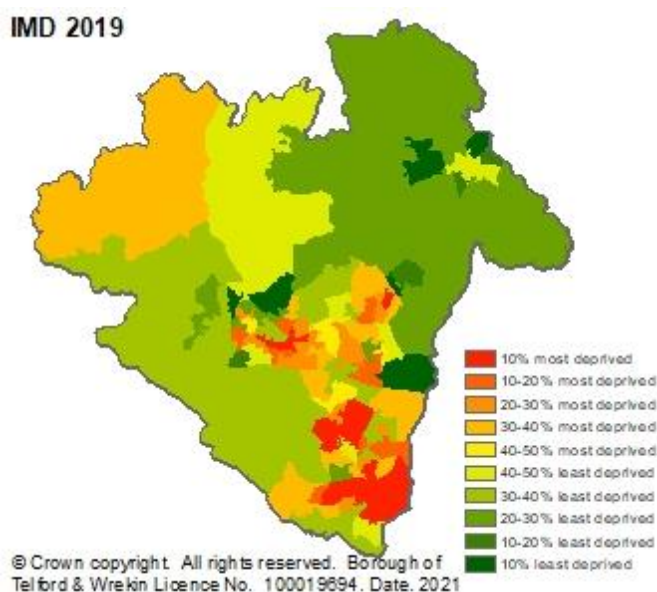 IMD 2019
10% most deprived
10-20% most deprived
20-30% most deprived
30-40% most deprived
40-50% most deprived
40-50% least deprived
30-40% least deprived
20-30% least deprived
10-20% least deprived
10% least deprived
© Crown copyright. All rights reserved. Borough of
Telford & Wrekin Licence No. 100019694. Date. 2021